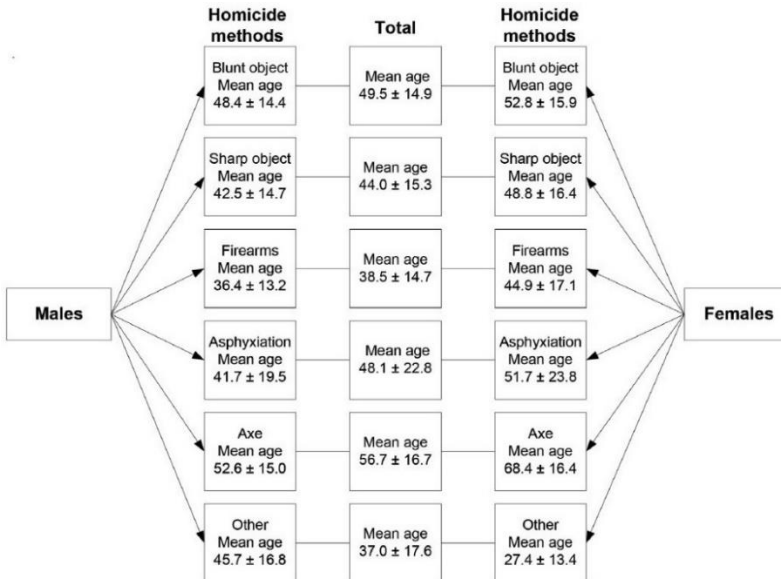 Homicide
methods
Total
Homicide
methods
Blunt object
Mean age
48.4 ± 14.4
Mean age
49.5 ± 14.9
Blunt object
Mean age
52.8 ± 15.9
Sharp object
Mean age
42.5 ± 14.7
Mean age
44.0 ± 15.3
Sharp object
Mean age
48.8 ± 16.4
Firearms
Mean age
36.4 ± 13.2
Mean age
38.5 ± 14.7
Firearms
Mean age
44.9 ± 17.1
Males
Females
Asphyxiation
Mean age
41.7 ± 19.5
Mean age
48.1 ± 22.8
Asphyxiation
Mean age
51.7 ± 23.8
Axe
Mean age
52.6 ± 15.0
Mean age
56.7 ± 16.7
Axe
Mean age
68.4 ± 16.4
Other
Mean age
45.7 ± 16.8
Mean age
37.0 ± 17.6
Other
Mean age
27.4 ± 13.4